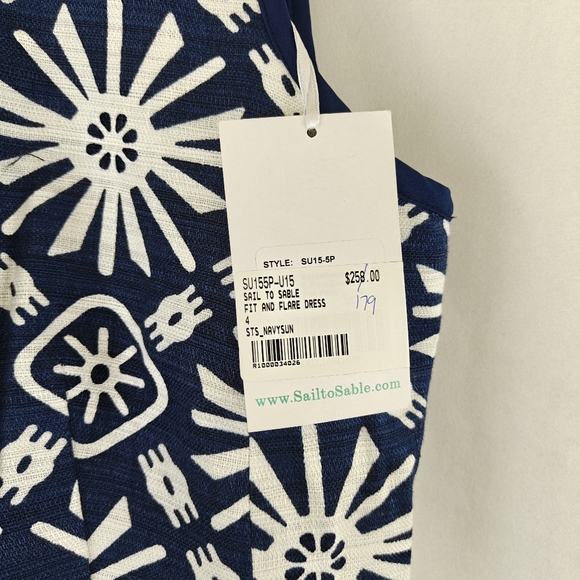 STYLE: SU15-5P
SU155P-U15 $258.00
SAIL TO SABLE 179
FIT AND FLARE DRESS
4
STS_NAVYSUN
R1000034026
www.SailtoSable.com